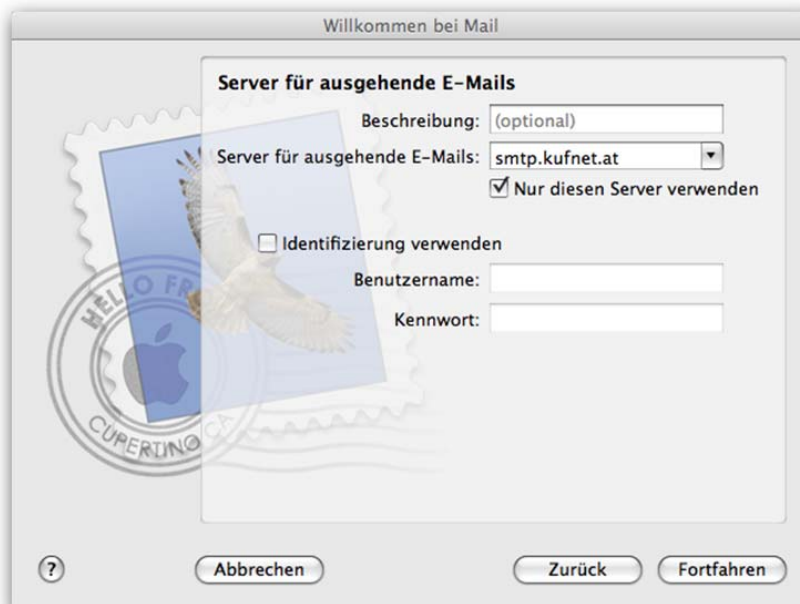 Willkommen bei Mail
Server für ausgehende E-Mails
Beschreibung: (optional)
Server für ausgehende E-Mails: smtp.kufnet.at
Nur diesen Server verwenden
Identifizierung verwenden
Benutzername:
Kennwort:
HELLO FR
CUPERTINO CA
? Abbrechen Zurück Fortfahren